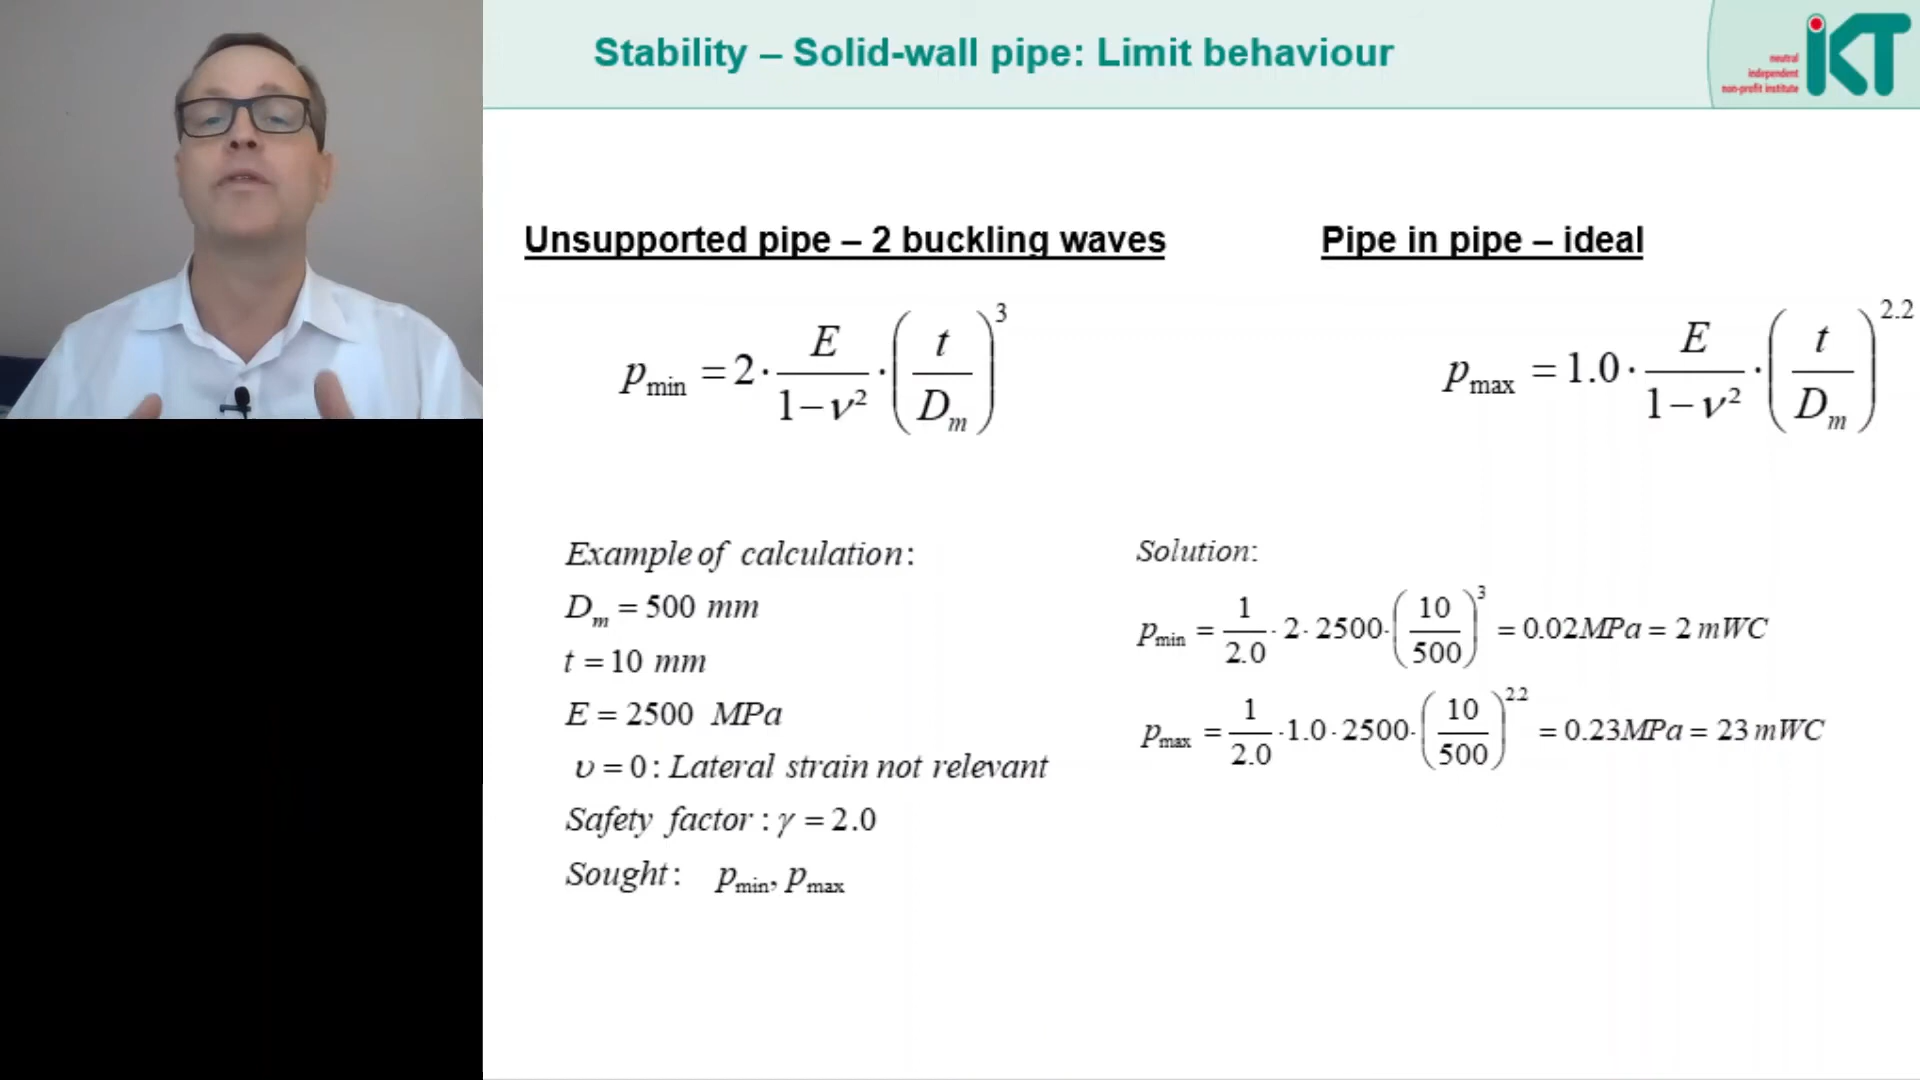 Stability – Solid-wall pipe: Limit behaviour
neutral
independent
non-profit institute
iKT
Unsupported pipe – 2 buckling waves
Pipe in pipe – ideal
p_min = 2 · E / (1 – ν²) · (t / D_m)^3
p_max = 1.0 · E / (1 – ν²) · (t / D_m)^2.2
Example of calculation:
D_m = 500 mm
t = 10 mm
E = 2500 MPa
υ = 0 : Lateral strain not relevant
Safety factor : γ = 2.0
Sought: p_min, p_max
Solution:
p_min = 1 / 2.0 · 2 · 2500 · (10 / 500)^3 = 0.02MPa = 2 mWC
p_max = 1 / 2.0 · 1.0 · 2500 · (10 / 500)^2.2 = 0.23MPa = 23 mWC